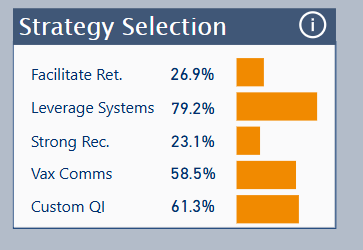 Strategy Selection i
Facilitate Ret. 26.9%
Leverage Systems 79.2%
Strong Rec. 23.1%
Vax Comms 58.5%
Custom QI 61.3%